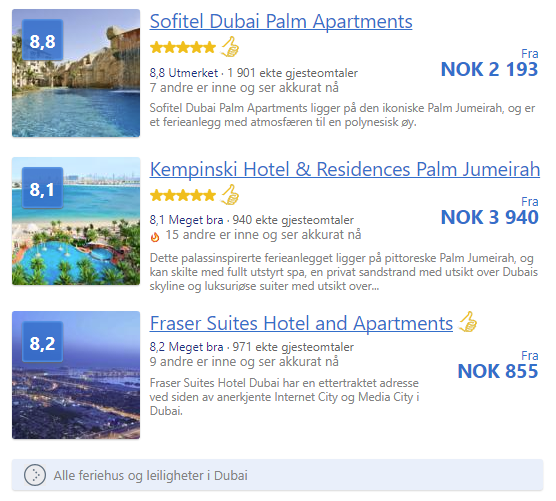 8,8
Sofitel Dubai Palm Apartments
Fra
NOK 2 193
8,8 Utmerket · 1 901 ekte gjesteomtaler
7 andre er inne og ser akkurat nå
Sofitel Dubai Palm Apartments ligger på den ikoniske Palm Jumeirah, og er
et ferieanlegg med atmosfæren til en polynesisk øy.
8,1
Kempinski Hotel & Residences Palm Jumeirah
Fra
NOK 3 940
8,1 Meget bra · 940 ekte gjesteomtaler
15 andre er inne og ser akkurat nå
Dette palassinspirerte ferieanlegget ligger på pittoreske Palm Jumeirah, og
kan skilte med fullt utstyrt spa, en privat sandstrand med utsikt over Dubais
skyline og luksuriøse suiter med utsikt over...
8,2
Fraser Suites Hotel and Apartments
Fra
NOK 855
8,2 Meget bra · 971 ekte gjesteomtaler
9 andre er inne og ser akkurat nå
Fraser Suites Hotel Dubai har en ettertraktet adresse
ved siden av anerkjente Internet City og Media City i
Dubai.
Alle feriehus og leiligheter i Dubai